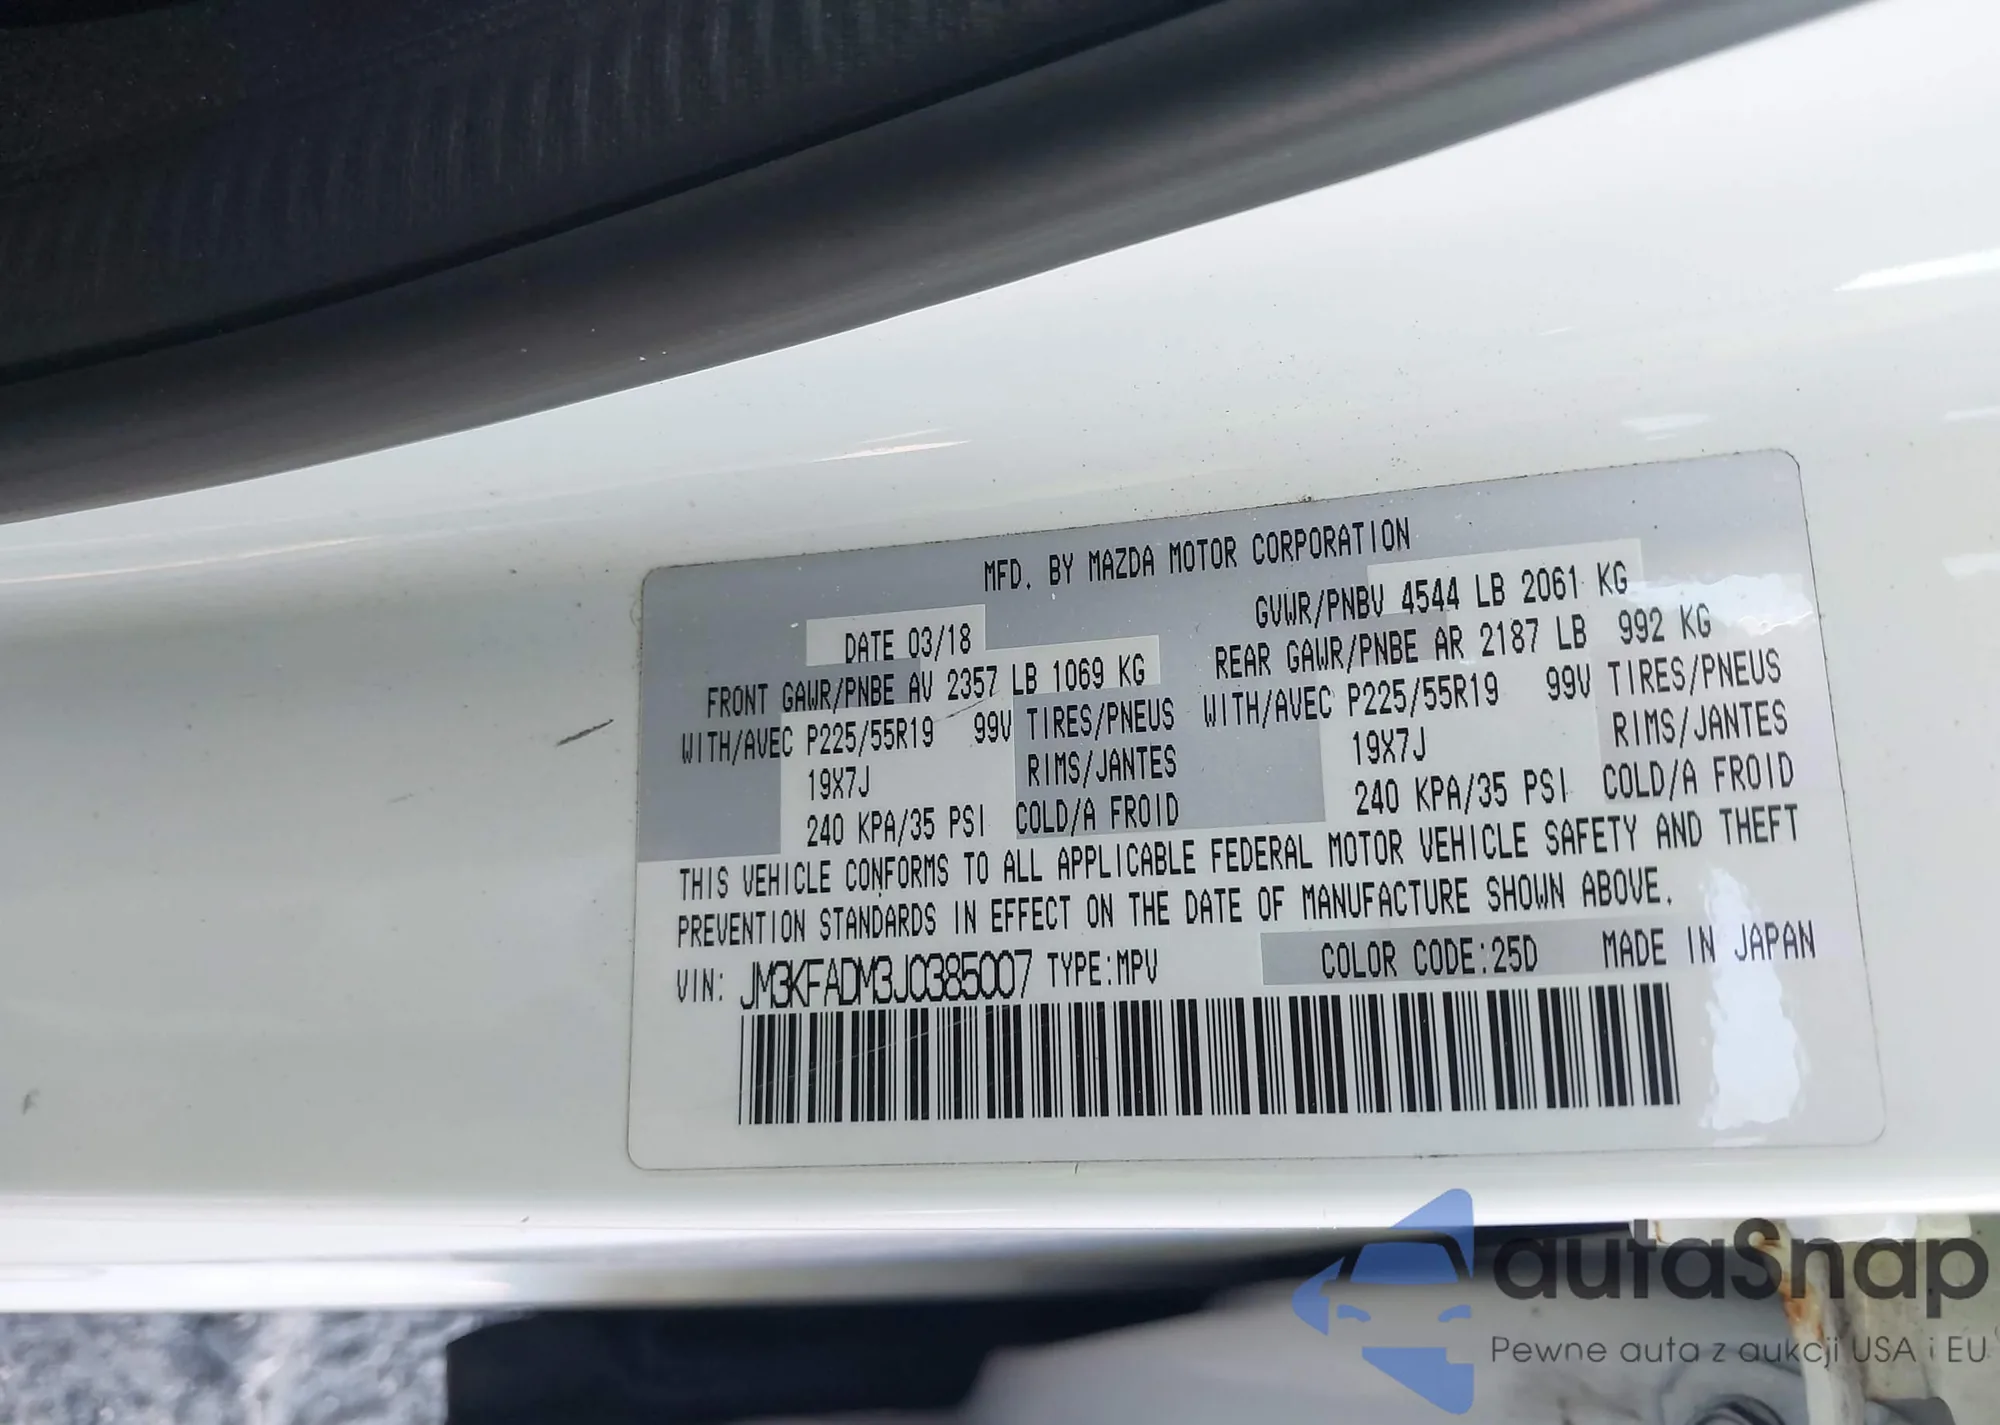 MFD. BY MAZDA MOTOR CORPORATION
DATE 03/18 GVWR/PNBV 4544 LB 2061 KG
FRONT GAWR/PNBE AV 2357 LB 1069 KG REAR GAWR/PNBE AR 2187 LB 992 KG
WITH/AVEC P225/55R19 99V TIRES/PNEUS WITH/AVEC P225/55R19 99V TIRES/PNEUS
19X7J RIMS/JANTES 19X7J RIMS/JANTES
240 KPA/35 PSI COLD/A FROID 240 KPA/35 PSI COLD/A FROID
THIS VEHICLE CONFORMS TO ALL APPLICABLE FEDERAL MOTOR VEHICLE SAFETY AND THEFT
PREVENTION STANDARDS IN EFFECT ON THE DATE OF MANUFACTURE SHOWN ABOVE.
VIN: JM3KFADM3J0385007 TYPE:MPV COLOR CODE:25D MADE IN JAPAN
autaSnap
Pewne auta z aukcji USA i EU